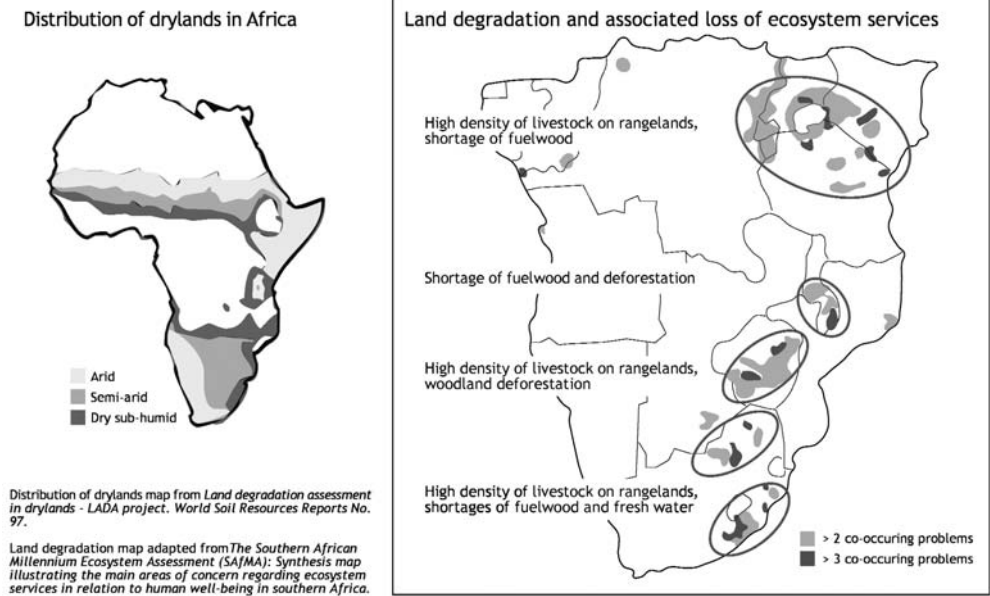 Distribution of drylands in Africa
Arid
Semi-arid
Dry sub-humid
Distribution of drylands map from Land degradation assessment
in drylands - LADA project. World Soil Resources Reports No.
97.
Land degradation map adapted from The Southern African
Millennium Ecosystem Assessment (SAfMA): Synthesis map
illustrating the main areas of concern regarding ecosystem
services in relation to human well-being in southern Africa.
Land degradation and associated loss of ecosystem services
High density of livestock on rangelands,
shortage of fuelwood
Shortage of fuelwood and deforestation
High density of livestock on rangelands,
woodland deforestation
High density of livestock on rangelands,
shortages of fuelwood and fresh water
> 2 co-occuring problems
> 3 co-occuring problems